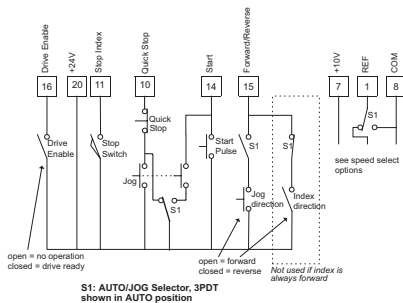 Drive Enable
+24V
Stop Index
Quick Stop
Start
Forward/Reverse
+10V
REF
COM
16
20
11
10
14
15
7
1
8
Drive
Enable
Stop
Switch
Quick
Stop
Start
Pulse
S1
S1
S1
see speed select
options
Jog
S1
Jog
direction
Index
direction
open = no operation
closed = drive ready
open = forward
closed = reverse
Not used if index is
always forward
S1: AUTO/JOG Selector, 3PDT
shown in AUTO position